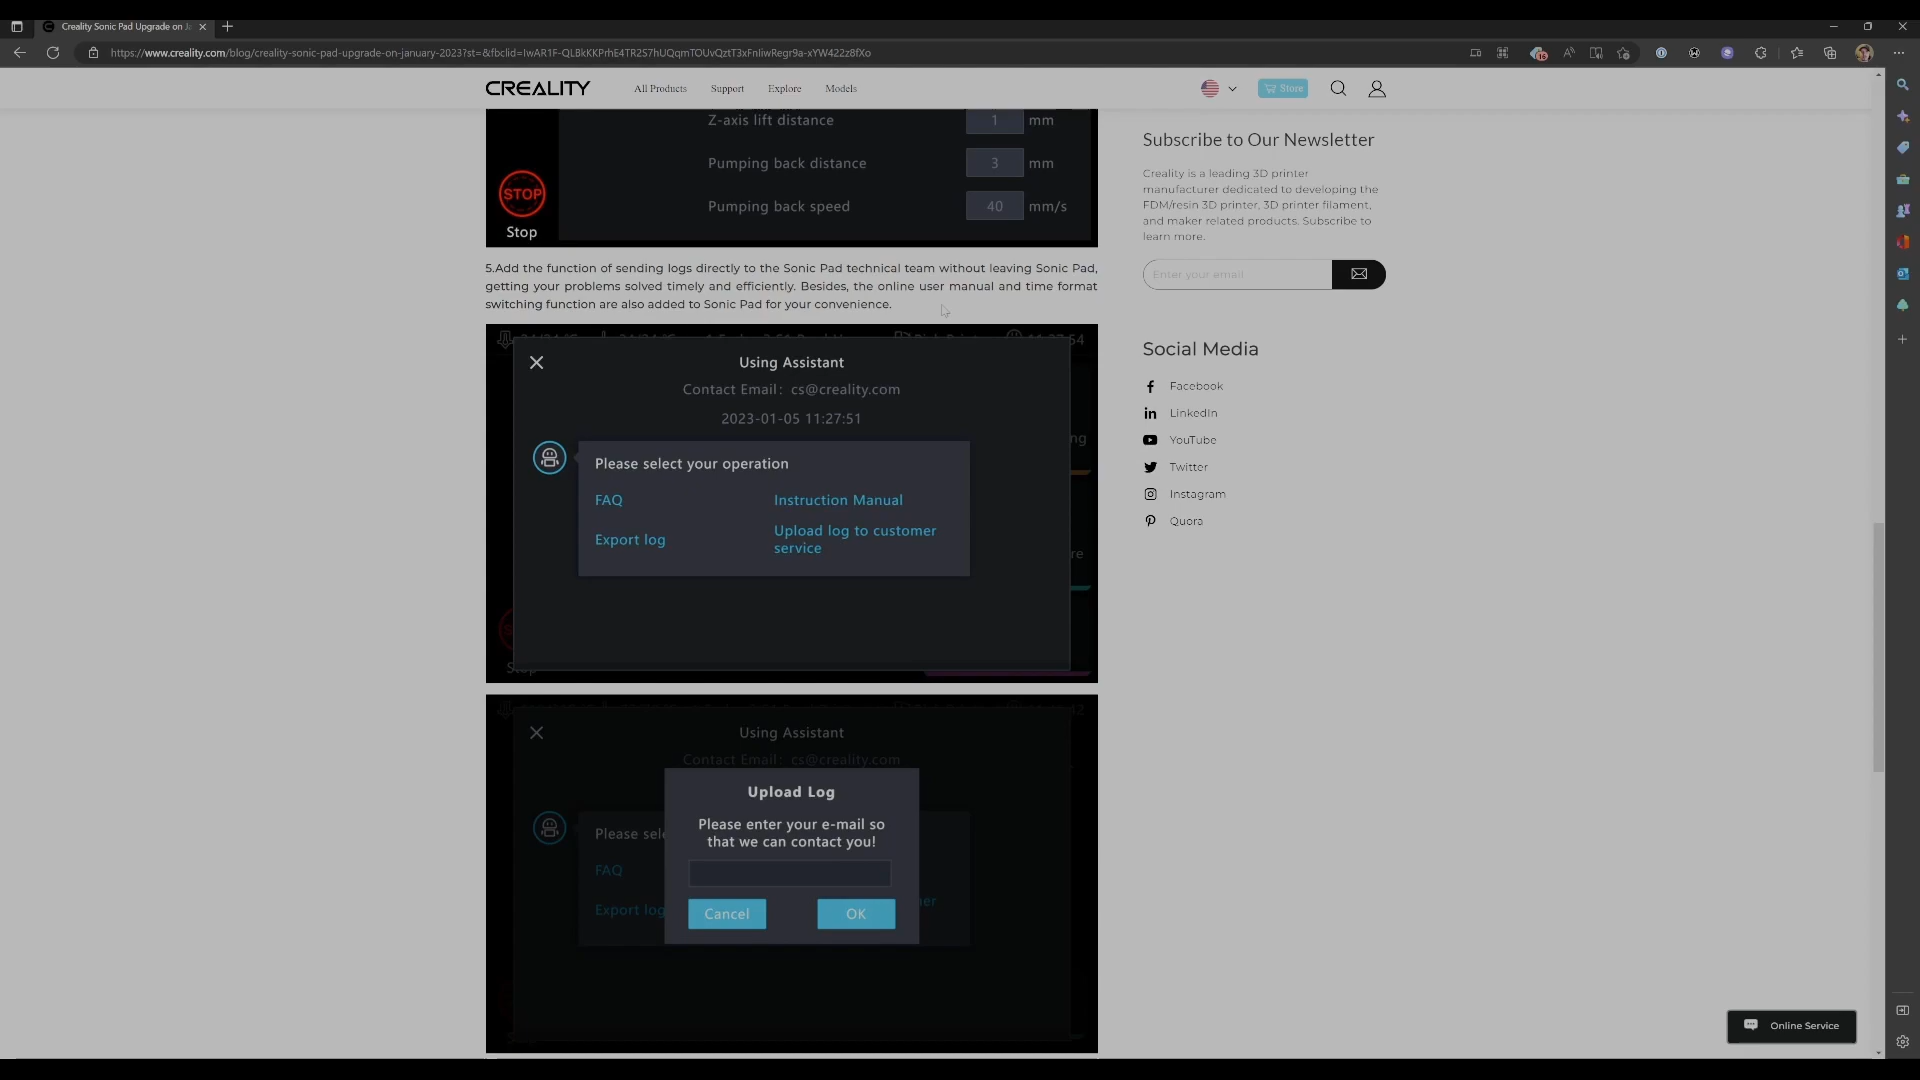 Creality Sonic Pad Upgrade on Ja
https://www.creality.com/blog/creality-sonic-pad-upgrade-on-january-2023?st=&fbclid=IwAR1F-QLBkKKPrhE4TR2S7hUQqmTOUvQztT3xFnIiwRegr9a-xYW422z8fXo
CREALITY
All Products
Support
Explore
Models
Store
Z-axis lift distance
1
mm
Pumping back distance
3
mm
Pumping back speed
40
mm/s
STOP
Stop
5.Add the function of sending logs directly to the Sonic Pad technical team without leaving Sonic Pad,
getting your problems solved timely and efficiently. Besides, the online user manual and time format
switching function are also added to Sonic Pad for your convenience.
Using Assistant
Contact Email: cs@creality.com
2023-01-05 11:27:51
Please select your operation
FAQ
Instruction Manual
Export log
Upload log to customer
service
Stop
Using Assistant
Contact Email: cs@creality.com
Please sele
FAQ
Export log
Upload Log
Please enter your e-mail so
that we can contact you!
Cancel
OK
Subscribe to Our Newsletter
Creality is a leading 3D printer
manufacturer dedicated to developing the
FDM/resin 3D printer, 3D printer filament,
and maker related products. Subscribe to
learn more.
Enter your email
Social Media
Facebook
LinkedIn
YouTube
Twitter
Instagram
Quora
Online Service